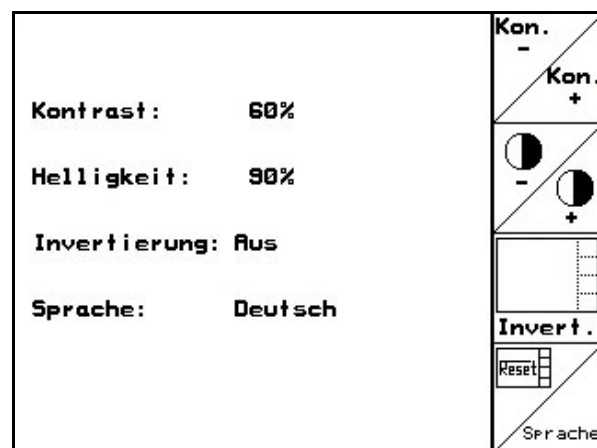 Kontrast: 60%
Helligkeit: 90%
Invertierung: Aus
Sprache: Deutsch
Kon.
-
Kon.
+
-
+
Invert.
Reset
Sprache